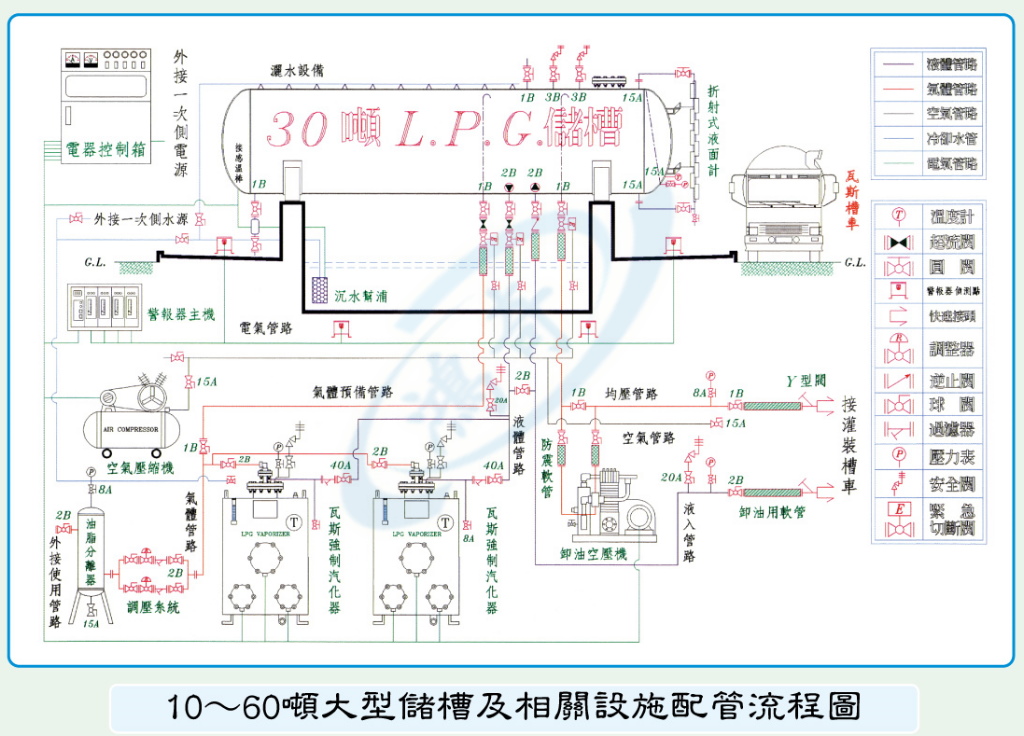 外接一次側電源
電器控制箱
灑水設備
30噸 L.P.G.儲槽
接感溫棒
1B
3B
3B
15A
折射式液面計
1B
1B
2B
2B
1B
15A
15A
瓦斯槽車
外接一次側水源
G.L.
G.L.
沉水幫浦
警報器主機
電氣管路
15A
氣體預備管路
2B
20A
液體管路
1B
均壓管路
P
8A
1B
Y型閥
15A
空氣管路
接灌裝槽車
AIR COMPRESSOR
空氣壓縮機
1B
2B
P
40A
2B
P
40A
防震軟管
20A
P
2B
卸油用軟管
P
8A
2B
氣體管路
油脂分離器
外接使用管路
2B
調壓系統
15A
T
LPG VAPORIZER
瓦斯強制汽化器
T
LPG VAPORIZER
8A
瓦斯強制汽化器
卸油空壓機
液入管路
液體管路
氣體管路
空氣管路
冷卻水管
電氣管路
T 溫度計
超流閥
圓 閥
警報器偵測點
快速接頭
R 調整器
逆止閥
球 閥
過濾器
P 壓力表
安全閥
E 緊 急
切斷閥
10～60噸大型儲槽及相關設施配管流程圖